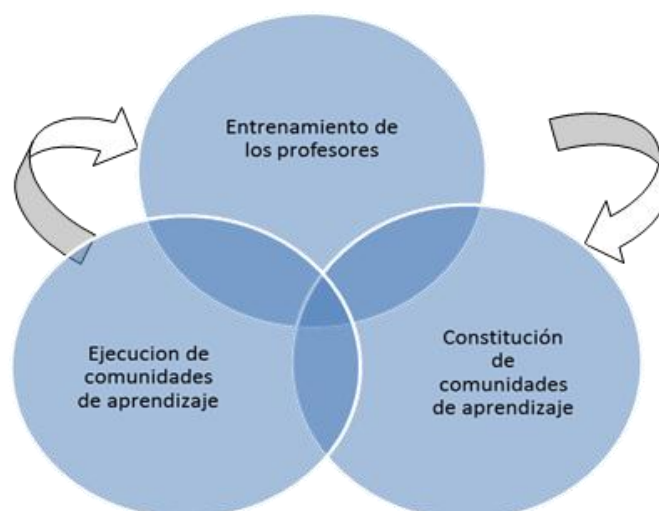 Entrenamiento de
los profesores
Ejecucion de
comunidades
de aprendizaje
Constitución
de
comunidades
de aprendizaje